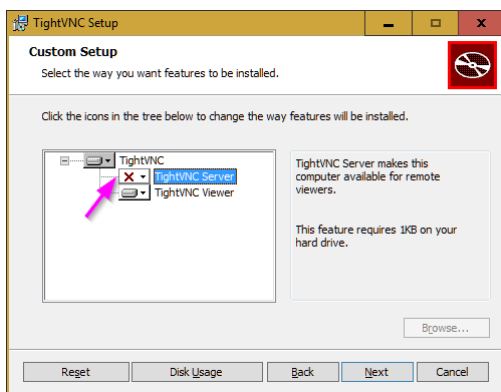 TightVNC Setup
Custom Setup
Select the way you want features to be installed.
Click the icons in the tree below to change the way features will be installed.
TightVNC
TightVNC Server
TightVNC Viewer
TightVNC Server makes this
computer available for remote
viewers.
This feature requires 1KB on your
hard drive.
Browse...
Reset Disk Usage Back Next Cancel